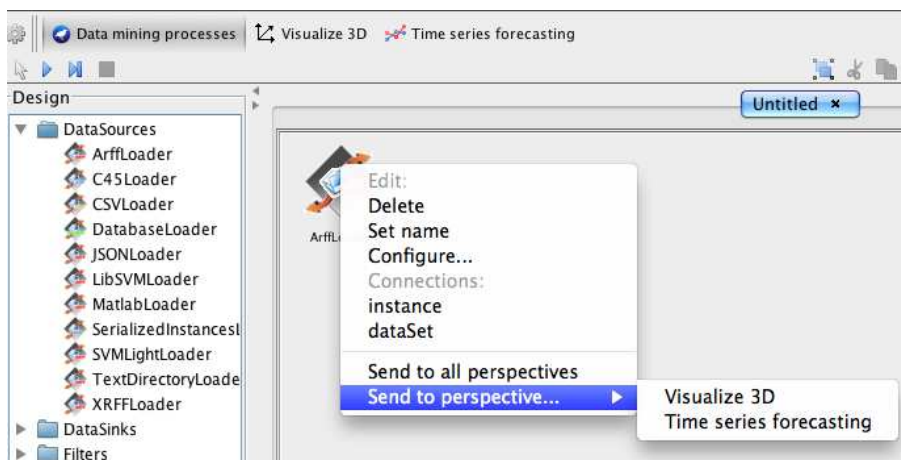 Data mining processes Visualize 3D Time series forecasting
Design
Untitled ×
DataSources
ArffLoader
C45Loader
CSVLoader
DatabaseLoader
JSONLoader
LibSVMLoader
MatlabLoader
SerializedInstancesL
SVMLightLoader
TextDirectoryLoade
XRFFLoader
DataSinks
Filters
ArffL
Edit:
Delete
Set name
Configure...
Connections:
instance
dataSet
Send to all perspectives
Send to perspective...
Visualize 3D
Time series forecasting